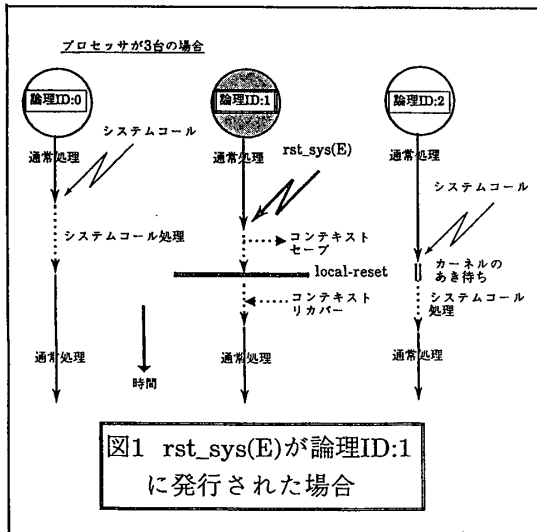 プロセッサが3台の場合
論理ID:0
論理ID:1
論理ID:2
システムコール
通常処理
通常処理
rst_sys(E)
通常処理
システムコール
システムコール処理
コンテキスト
セーブ
local-reset
カーネルの
あき待ち
コンテキスト
リカバー
システムコール
処理
通常処理
時間
通常処理
通常処理
図1 rst_sys(E)が論理ID:1
に発行された場合